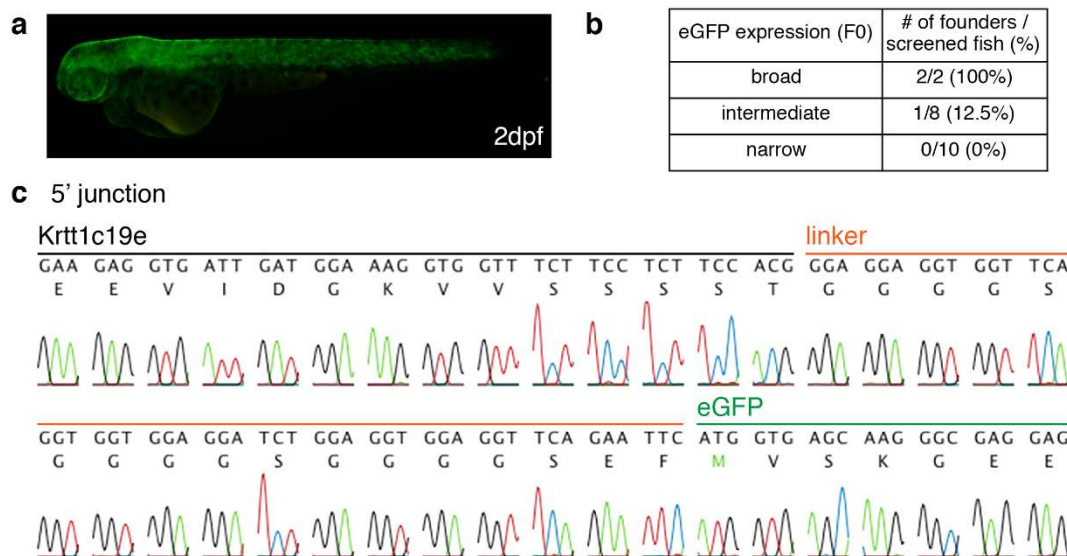 a
2dpf
b
eGFP expression (F0)
# of founders /
screened fish (%)
broad
2/2 (100%)
intermediate
1/8 (12.5%)
narrow
0/10 (0%)
c 5’ junction
Krtt1c19e linker
GAA GAG GTG ATT GAT GGA AAG GTG GTT TCT TCC TCT TCC ACG GGA GGA GGT GGT TCA
E E V I D G K V V S S S S T G G G G S
eGFP
GGT GGT GGA GGA TCT GGA GGT GGA GGT TCA GAA TTC ATG GTG AGC AAG GGC GAG GAG
G G G G S G G G G S E F M V S K G E E